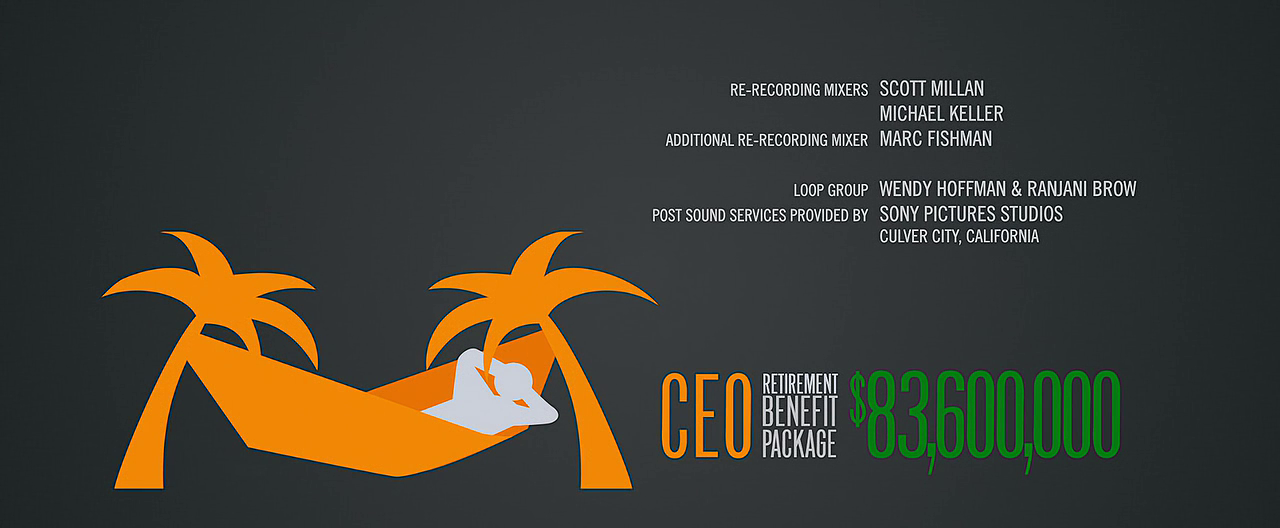 RE-RECORDING MIXERS SCOTT MILLAN
MICHAEL KELLER
ADDITIONAL RE-RECORDING MIXER MARC FISHMAN
LOOP GROUP WENDY HOFFMAN & RANJANI BROW
POST SOUND SERVICES PROVIDED BY SONY PICTURES STUDIOS
CULVER CITY, CALIFORNIA
CEO RETIREMENT BENEFIT PACKAGE $83,600,000